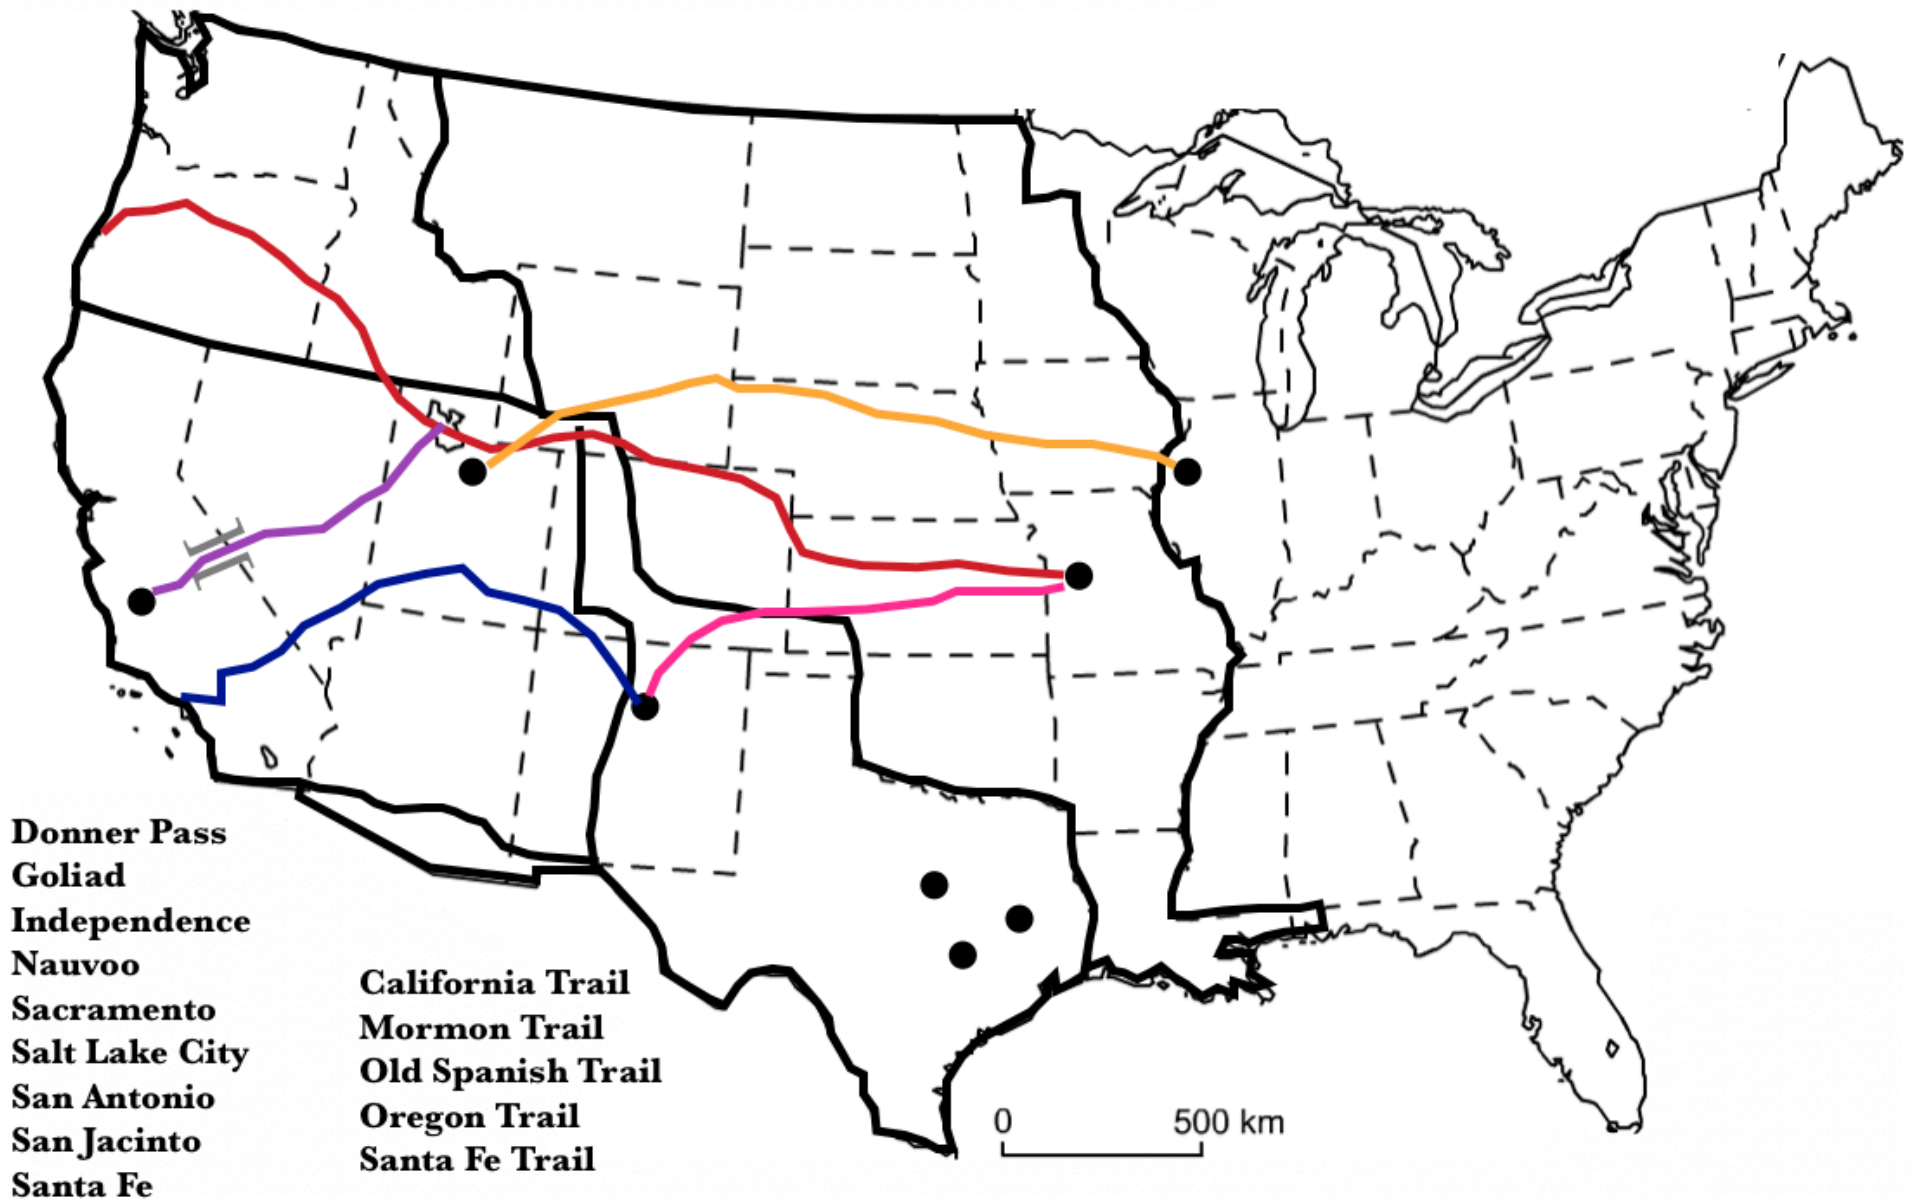 Donner Pass
Goliad
Independence
Nauvoo
Sacramento
Salt Lake City
San Antonio
San Jacinto
Santa Fe
California Trail
Mormon Trail
Old Spanish Trail
Oregon Trail
Santa Fe Trail
0 500 km